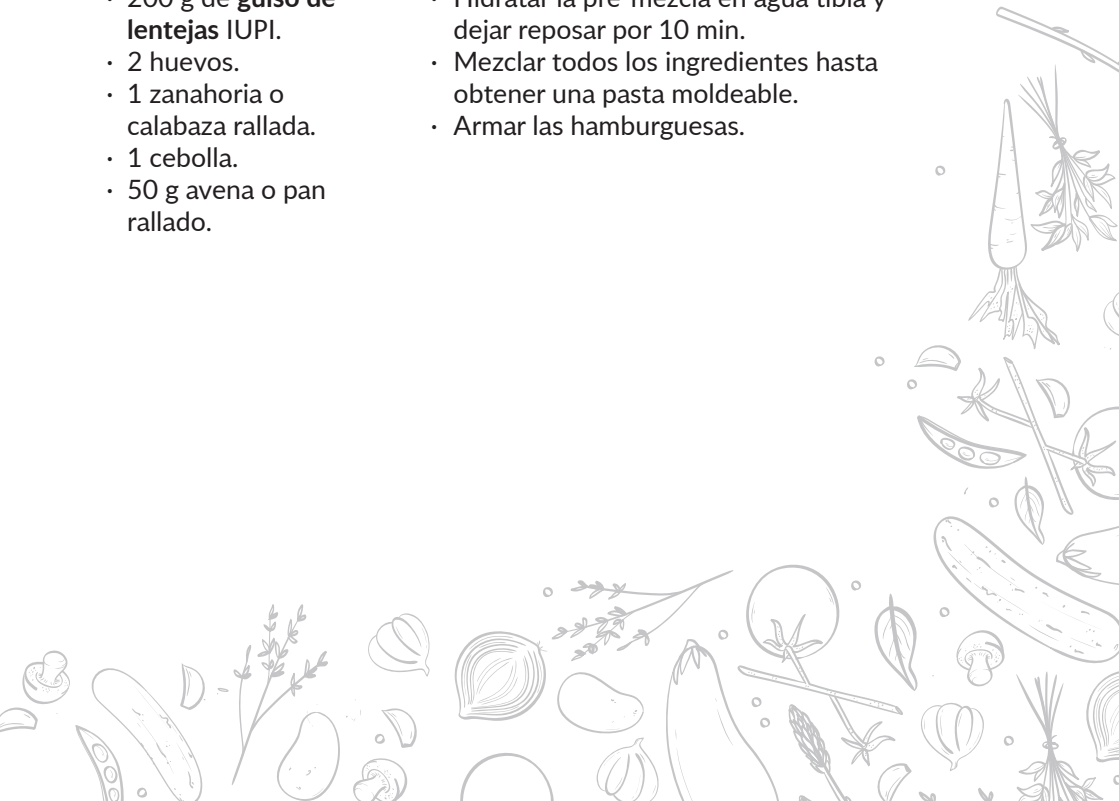 200 g de guiso de
lentejas IUPI.
· 2 huevos.
· 1 zanahoria o
calabaza rallada.
· 1 cebolla.
· 50 g avena o pan
rallado.
· Hidratar la pre-mezcla en agua tibia y
dejar reposar por 10 min.
· Mezclar todos los ingredientes hasta
obtener una pasta moldeable.
· Armar las hamburguesas.